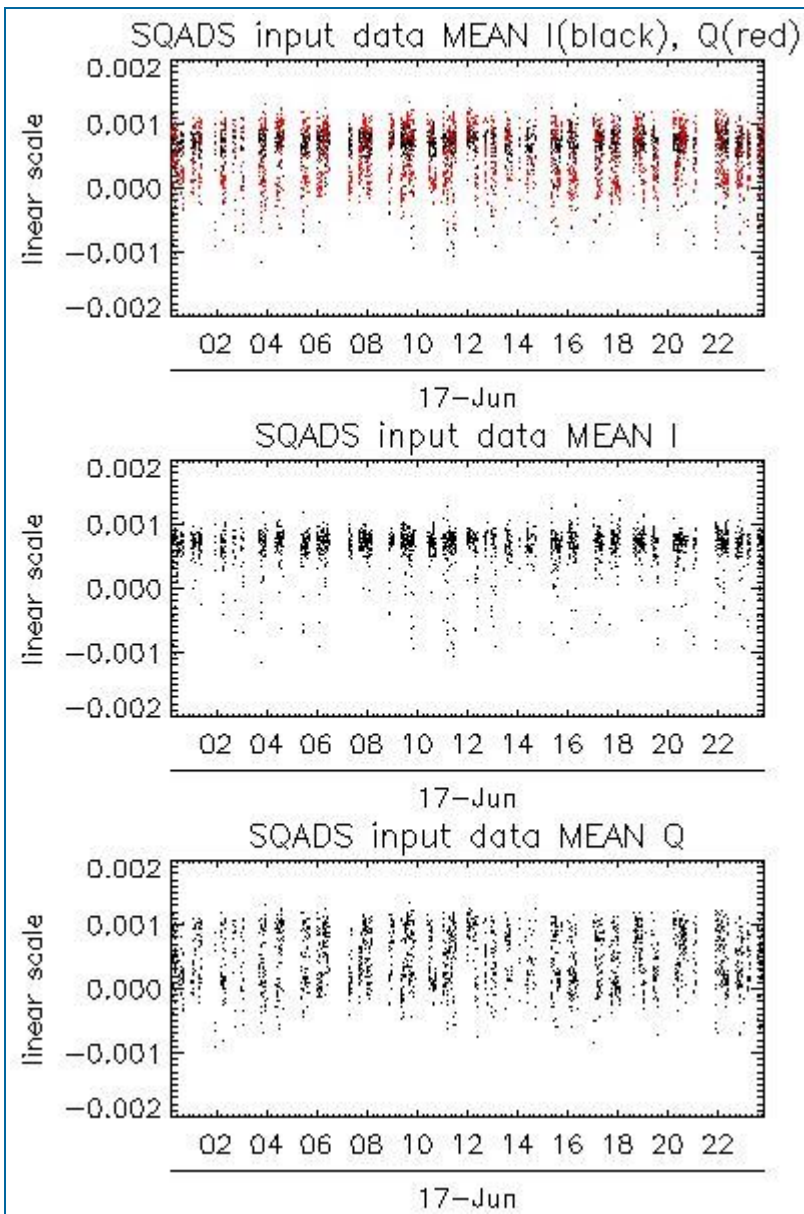 SQADS input data MEAN I(black), Q(red)
linear scale
0.002
0.001
0.000
-0.001
-0.002
02 04 06 08 10 12 14 16 18 20 22
17-Jun
SQADS input data MEAN I
linear scale
0.002
0.001
0.000
-0.001
-0.002
02 04 06 08 10 12 14 16 18 20 22
17-Jun
SQADS input data MEAN Q
linear scale
0.002
0.001
0.000
-0.001
-0.002
02 04 06 08 10 12 14 16 18 20 22
17-Jun